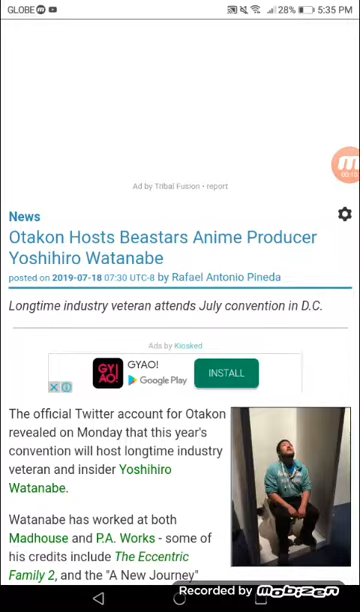 GLOBE 28% 5:35 PM
00:10
Ad by Tribal Fusion • report
News
Otakon Hosts Beastars Anime Producer
Yoshihiro Watanabe
posted on 2019-07-18 07:30 UTC-8 by Rafael Antonio Pineda
Longtime industry veteran attends July convention in D.C.
Ads by Kiosked
GYAO!
Google Play
INSTALL
The official Twitter account for Otakon
revealed on Monday that this year's
convention will host longtime industry
veteran and insider Yoshihiro
Watanabe.
Watanabe has worked at both
Madhouse and P.A. Works - some of
his credits include The Eccentric
Family 2, and the "A New Journey"
Recorded by Mobizen